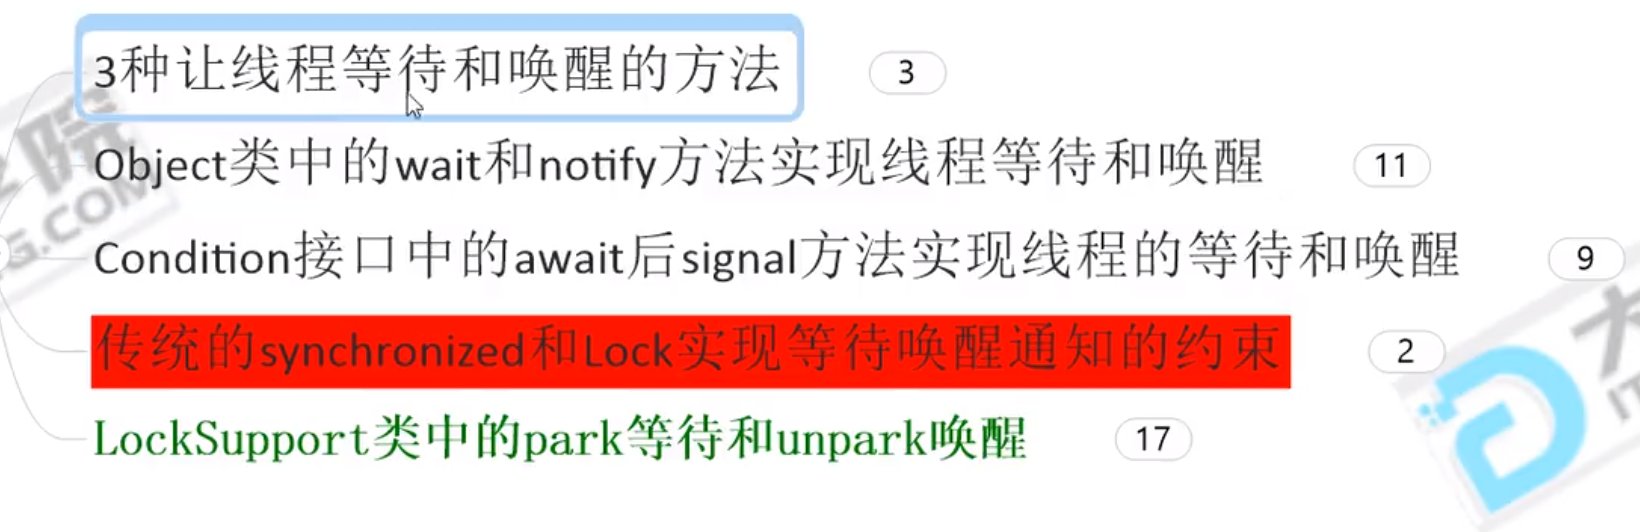 3种让线程等待和唤醒的方法 3
Object类中的wait和notify方法实现线程等待和唤醒 11
Condition接口中的await后signal方法实现线程的等待和唤醒 9
传统的synchronized和Lock实现等待唤醒通知的约束 2
LockSupport类中的park等待和unpark唤醒 17